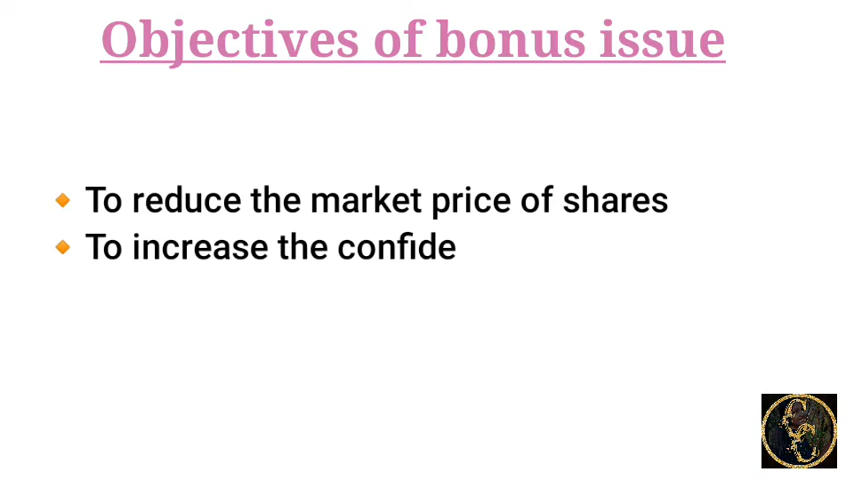 Objectives of bonus issue
🔸 To reduce the market price of shares
🔸 To increase the confide